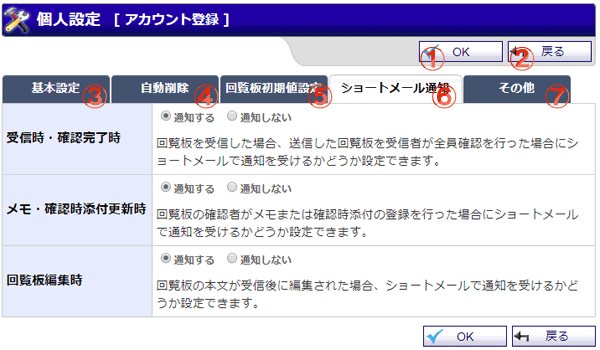 個人設定 [ アカウント登録 ]
① OK ② 戻る
基本設定 ③ 自動削除 ④ 回覧板初期値設定 ⑤ ショートメール通知 ⑥ その他 ⑦
受信時・確認完了時
通知する 通知しない
回覧板を受信した場合、送信した回覧板を受信者が全員確認を行った場合にシ
ョートメールで通知を受けるかどうか設定できます。
メモ・確認時添付更新時
通知する 通知しない
回覧板の確認者がメモまたは確認時添付の登録を行った場合にショートメール
で通知を受けるかどうか設定できます。
回覧板編集時
通知する 通知しない
回覧板の本文が受信後に編集された場合、ショートメールで通知を受けるかど
うか設定できます。
OK 戻る